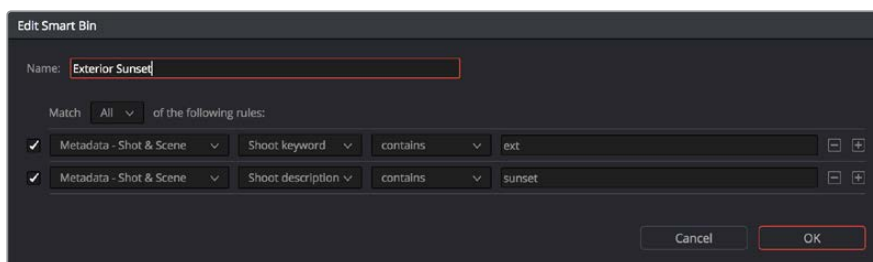 Edit Smart Bin
Name: Exterior Sunset
Match All of the following rules:
Metadata - Shot & Scene Shoot keyword contains ext
Metadata - Shot & Scene Shoot description contains sunset
Cancel OK